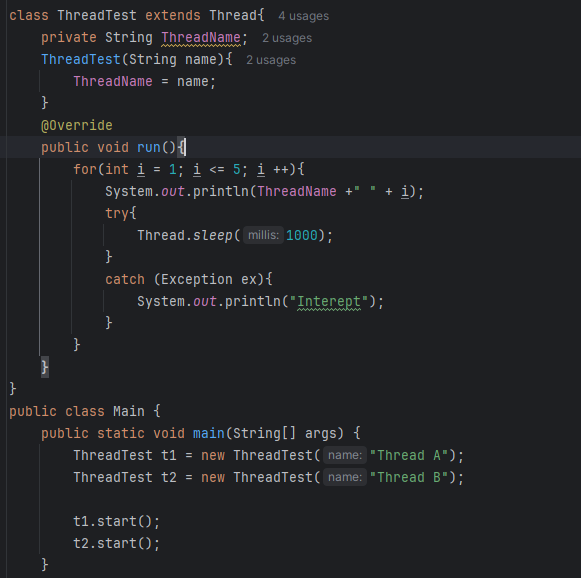 class ThreadTest extends Thread{ 4 usages
private String ThreadName; 2 usages
ThreadTest(String name){ 2 usages
ThreadName = name;
}
@Override
public void run(){
for(int i = 1; i <= 5; i ++){
System.out.println(ThreadName +" " + i);
try{
Thread.sleep( millis: 1000);
}
catch (Exception ex){
System.out.println("Interept");
}
}
}
}
public class Main {
public static void main(String[] args) {
ThreadTest t1 = new ThreadTest( name: "Thread A");
ThreadTest t2 = new ThreadTest( name: "Thread B");
t1.start();
t2.start();
}